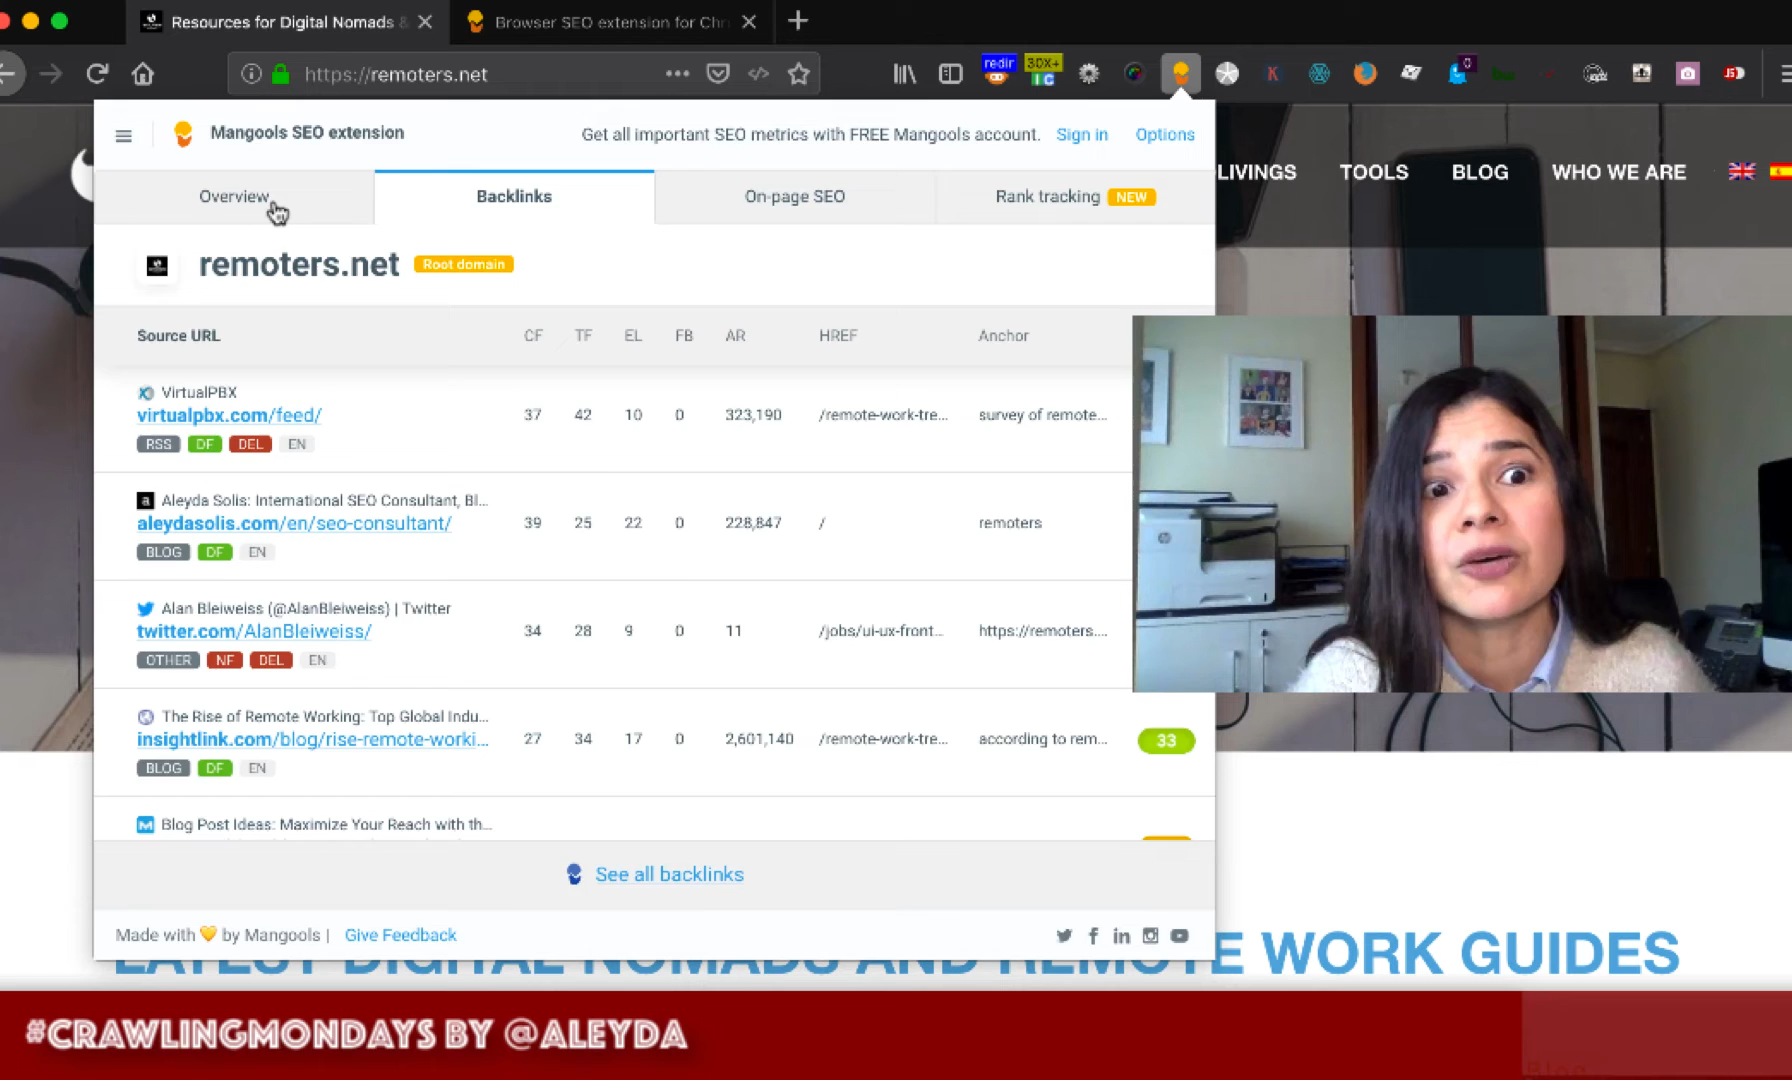 Resources for Digital Nomads &
Browser SEO extension for Chr
https://remoters.net
redir
30X+
I C
K
0
JS
Mangools SEO extension
Get all important SEO metrics with FREE Mangools account. Sign in Options
LIVINGS TOOLS BLOG WHO WE ARE
Overview Backlinks On-page SEO Rank tracking NEW
remoters.net Root domain
Source URL CF TF EL FB AR HREF Anchor
VirtualPBX
virtualpbx.com/feed/ 37 42 10 0 323,190 /remote-work-tre... survey of remote...
RSS DF DEL EN
a Aleyda Solis: International SEO Consultant, Bl...
aleydasolis.com/en/seo-consultant/ 39 25 22 0 228,847 / remoters
BLOG DF EN
Alan Bleiweiss (@AlanBleiweiss) | Twitter
twitter.com/AlanBleiweiss/ 34 28 9 0 11 /jobs/ui-ux-front... https://remoters....
OTHER NF DEL EN
The Rise of Remote Working: Top Global Indu...
insightlink.com/blog/rise-remote-worki... 27 34 17 0 2,601,140 /remote-work-tre... according to rem... 33
BLOG DF EN
M Blog Post Ideas: Maximize Your Reach with th...
See all backlinks
Made with 💛 by Mangools | Give Feedback
LATEST DIGITAL NOMADS AND REMOTE WORK GUIDES
#CRAWLINGMONDAYS BY @ALEYDA
Blog